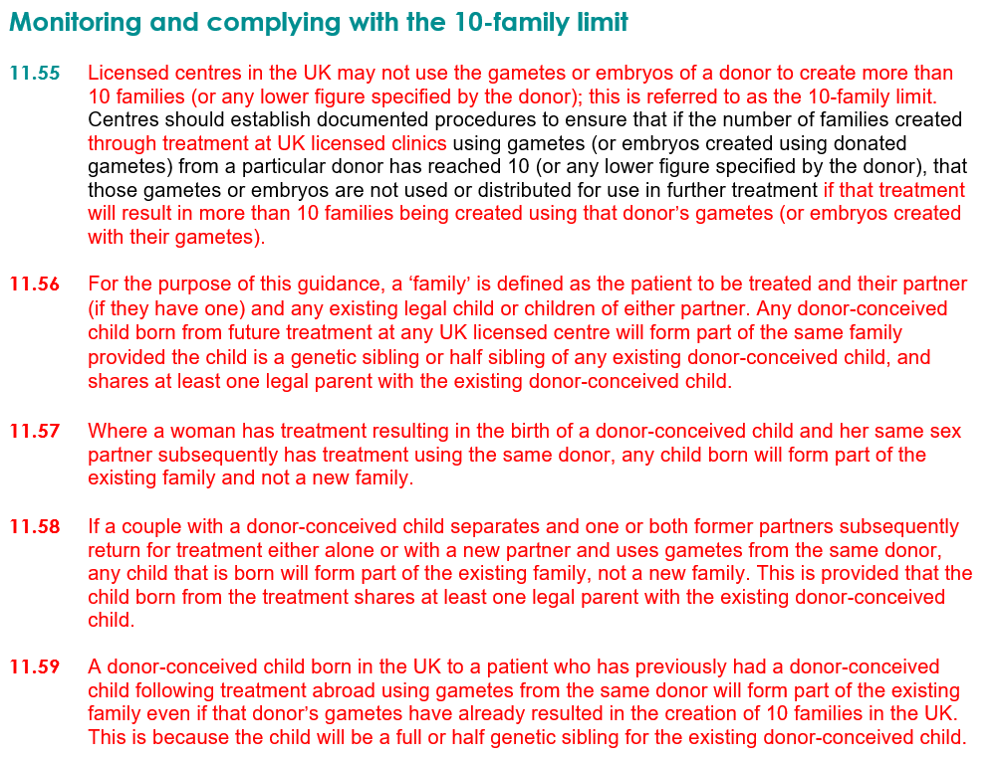 Monitoring and complying with the 10-family limit
11.55 Licensed centres in the UK may not use the gametes or embryos of a donor to create more than
10 families (or any lower figure specified by the donor); this is referred to as the 10-family limit.
Centres should establish documented procedures to ensure that if the number of families created
through treatment at UK licensed clinics using gametes (or embryos created using donated
gametes) from a particular donor has reached 10 (or any lower figure specified by the donor), that
those gametes or embryos are not used or distributed for use in further treatment if that treatment
will result in more than 10 families being created using that donor’s gametes (or embryos created
with their gametes).
11.56 For the purpose of this guidance, a ‘family’ is defined as the patient to be treated and their partner
(if they have one) and any existing legal child or children of either partner. Any donor-conceived
child born from future treatment at any UK licensed centre will form part of the same family
provided the child is a genetic sibling or half sibling of any existing donor-conceived child, and
shares at least one legal parent with the existing donor-conceived child.
11.57 Where a woman has treatment resulting in the birth of a donor-conceived child and her same sex
partner subsequently has treatment using the same donor, any child born will form part of the
existing family and not a new family.
11.58 If a couple with a donor-conceived child separates and one or both former partners subsequently
return for treatment either alone or with a new partner and uses gametes from the same donor,
any child that is born will form part of the existing family, not a new family. This is provided that the
child born from the treatment shares at least one legal parent with the existing donor-conceived
child.
11.59 A donor-conceived child born in the UK to a patient who has previously had a donor-conceived
child following treatment abroad using gametes from the same donor will form part of the existing
family even if that donor’s gametes have already resulted in the creation of 10 families in the UK.
This is because the child will be a full or half genetic sibling for the existing donor-conceived child.